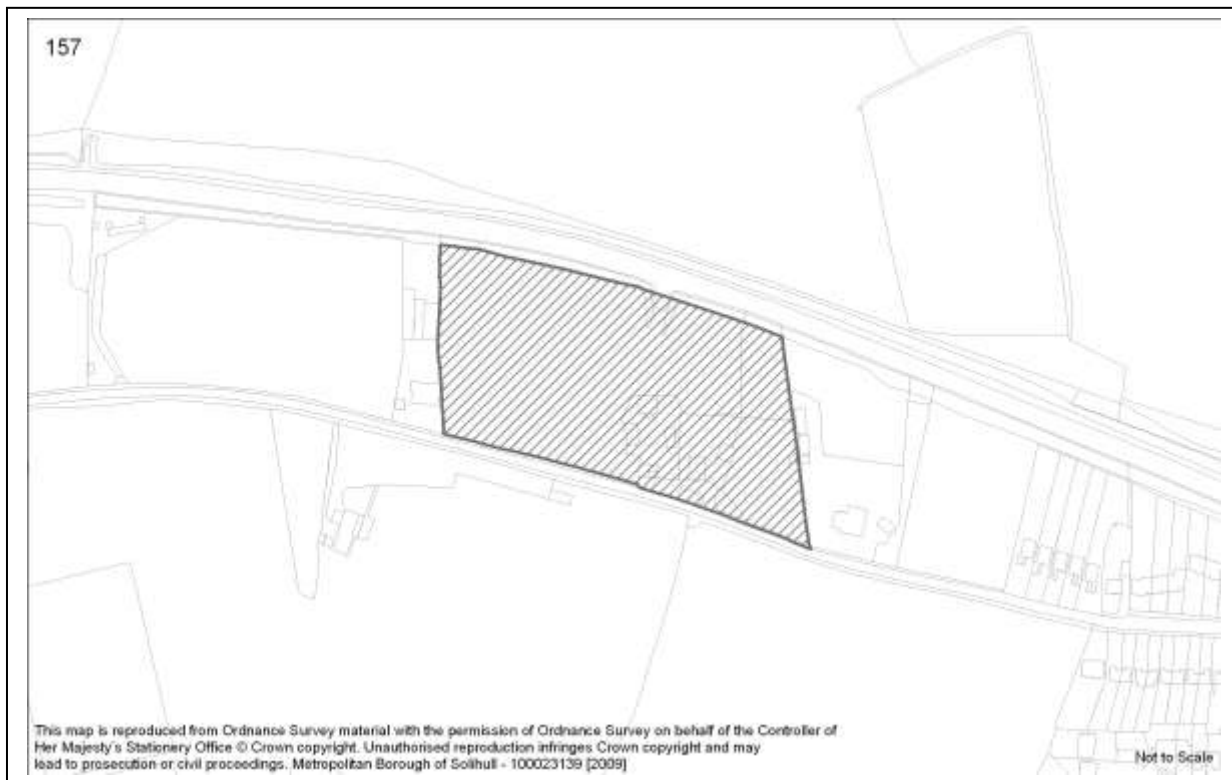 157
This map is reproduced from Ordnance Survey material with the permission of Ordnance Survey on behalf of the Controller of
Her Majesty's Stationery Office © Crown copyright. Unauthorised reproduction infringes Crown copyright and may
lead to prosecution or civil proceedings. Metropolitan Borough of Solihull - 100023139 [2009]
Not to Scale